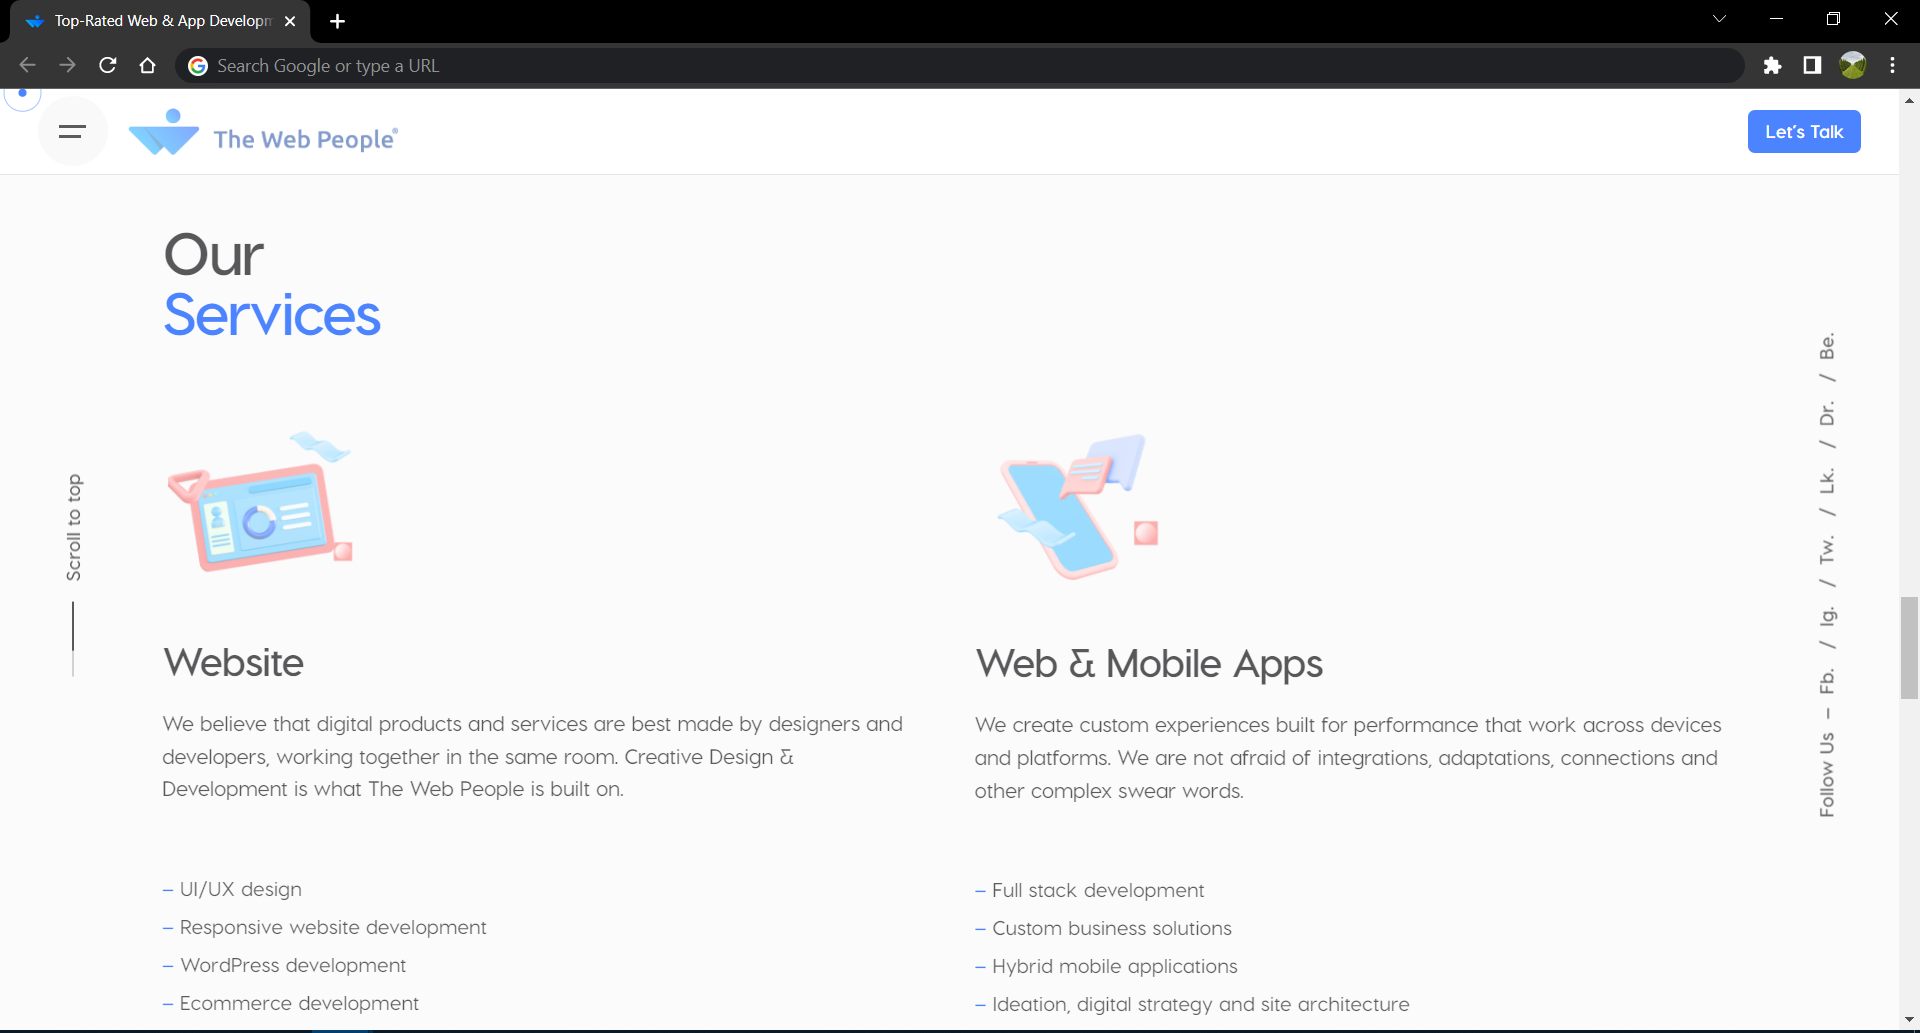 Top-Rated Web & App Developm
Search Google or type a URL
The Web People®
Let's Talk
Our
Services
Scroll to top
Website
We believe that digital products and services are best made by designers and
developers, working together in the same room. Creative Design &
Development is what The Web People is built on.
– UI/UX design
– Responsive website development
– WordPress development
– Ecommerce development
Web & Mobile Apps
We create custom experiences built for performance that work across devices
and platforms. We are not afraid of integrations, adaptations, connections and
other complex swear words.
– Full stack development
– Custom business solutions
– Hybrid mobile applications
– Ideation, digital strategy and site architecture
Follow Us – Fb. / Ig. / Tw. / Lk. / Dr. / Be.